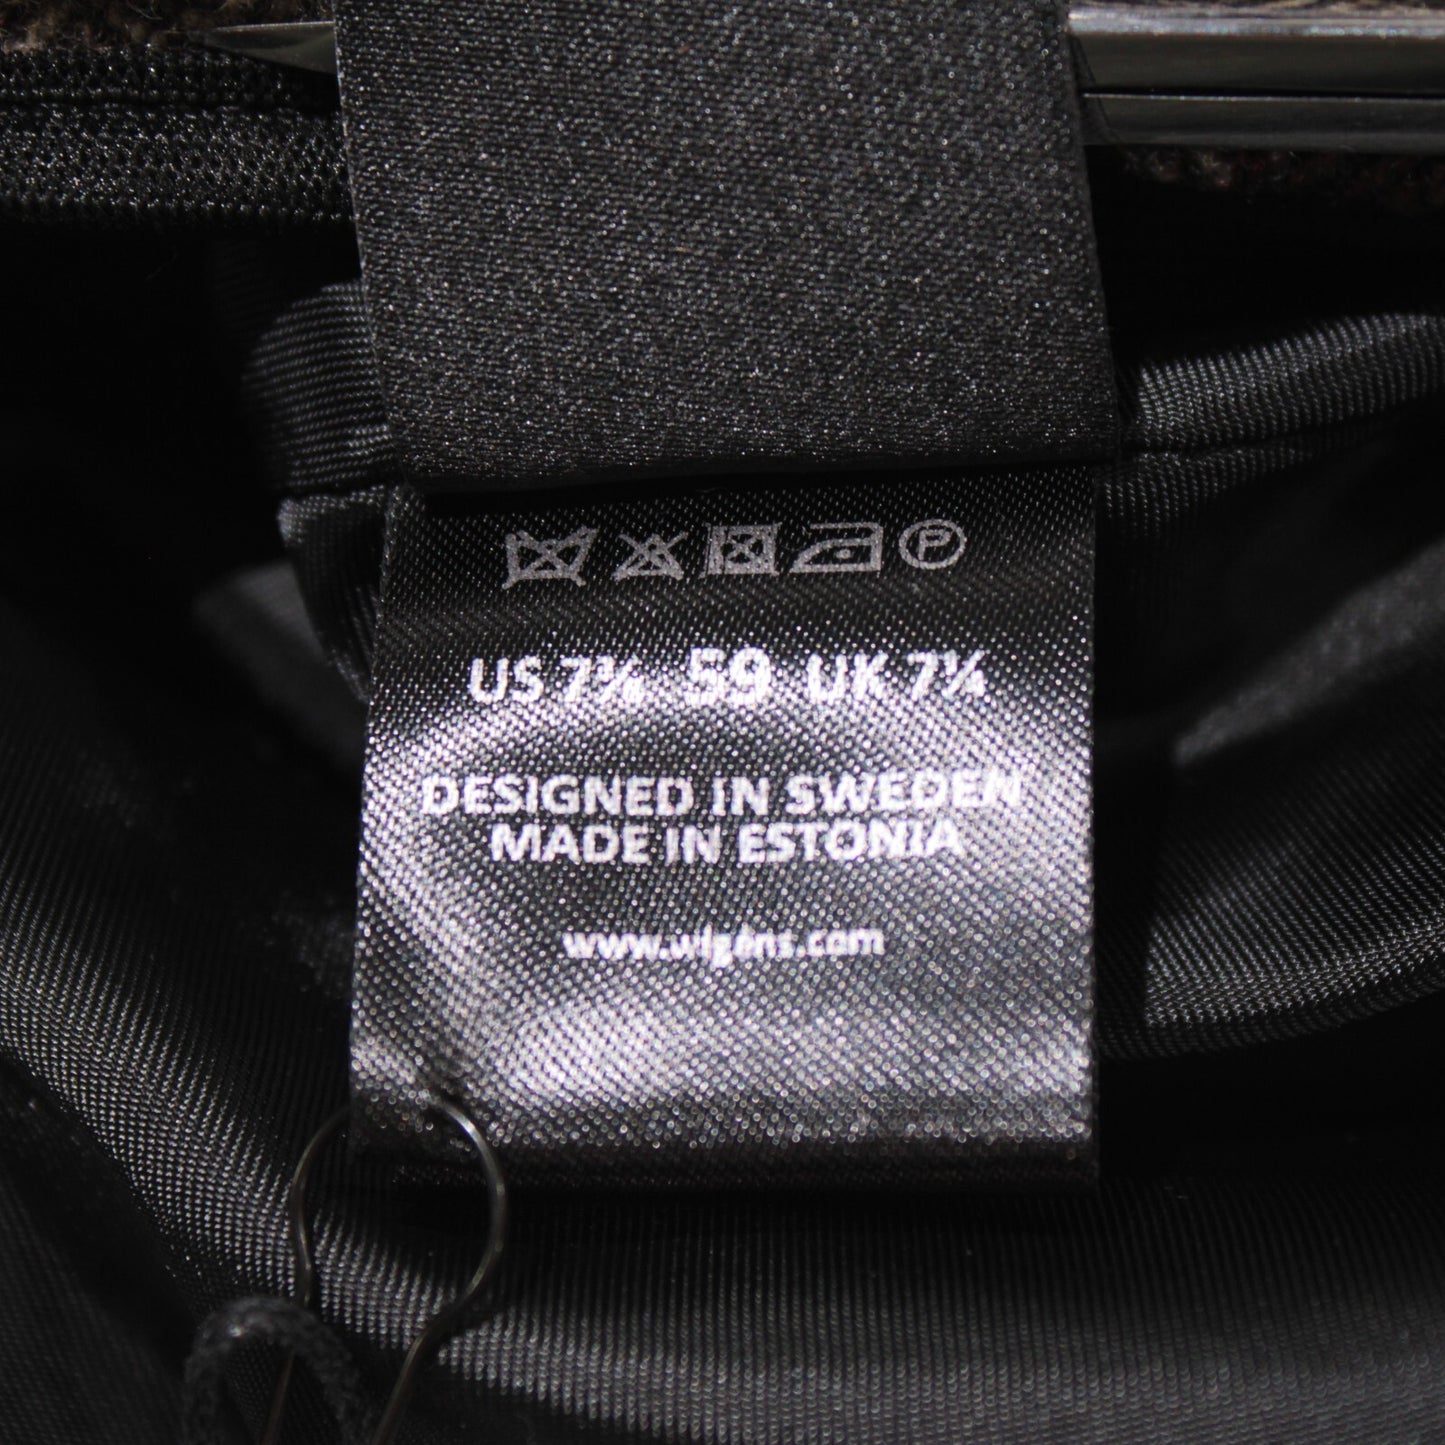 P
US 7⅜ 59 UK 7¼
DESIGNED IN SWEDEN
MADE IN ESTONIA
www.wigens.com